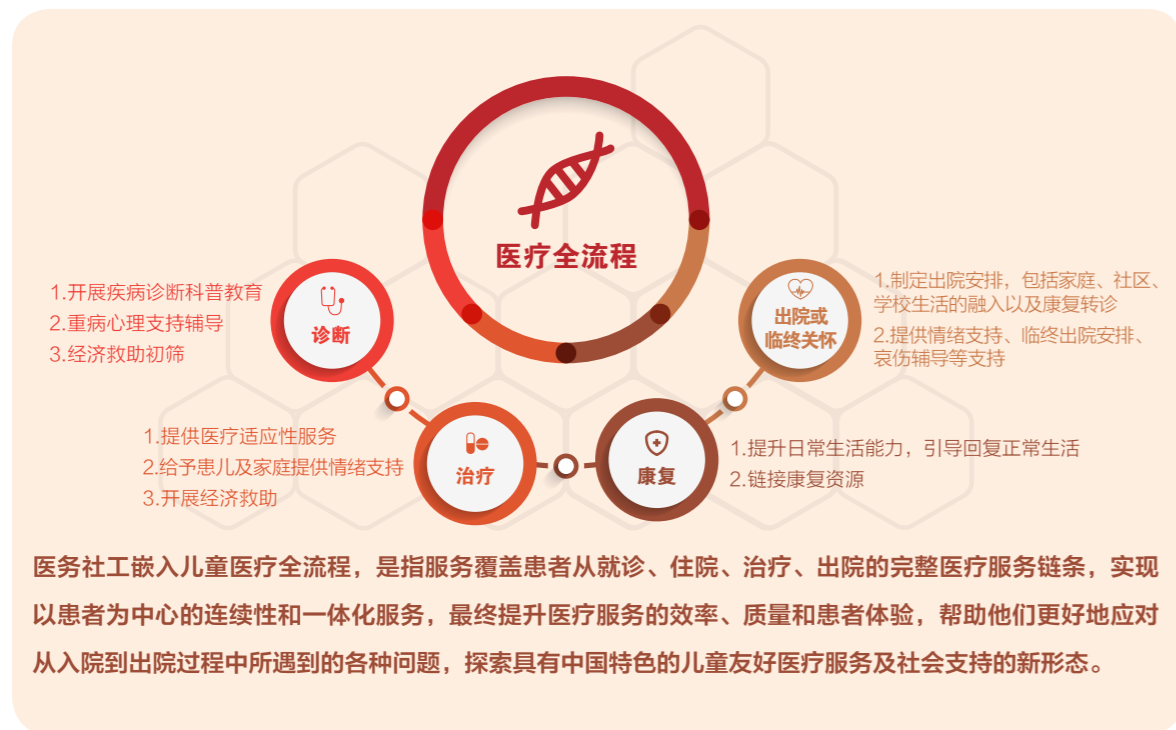 医疗全流程
诊断
1.开展疾病诊断科普教育
2.重病心理支持辅导
3.经济救助初筛
治疗
1.提供医疗适应性服务
2.给予患儿及家庭提供情绪支持
3.开展经济救助
康复
1.提升日常生活能力，引导回复正常生活
2.链接康复资源
出院或
临终关怀
1.制定出院安排，包括家庭、社区、
学校生活的融入以及康复转诊
2.提供情绪支持、临终出院安排、
哀伤辅导等支持
医务社工嵌入儿童医疗全流程，是指服务覆盖患者从就诊、住院、治疗、出院的完整医疗服务链条，实现
以患者为中心的连续性和一体化服务，最终提升医疗服务的效率、质量和患者体验，帮助他们更好地应对
从入院到出院过程中所遇到的各种问题，探索具有中国特色的儿童友好医疗服务及社会支持的新形态。